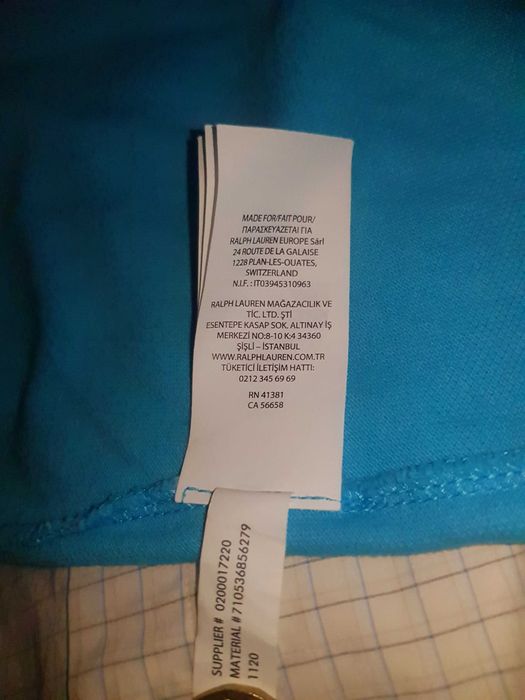 MADE FOR/FAIT POUR/
ΠΑΡΑΣΚΕΥΑΖΕΤΑΙ ΓΙΑ
RALPH LAUREN EUROPE Sàrl
24 ROUTE DE LA GALAISE
1228 PLAN-LES-OUATES,
SWITZERLAND
N.I.F. : IT03945310963
RALPH LAUREN MAĞAZACILIK VE
TİC. LTD. ŞTİ
ESENTEPE KASAP SOK. ALTINAY İŞ
MERKEZİ NO:8-10 K:4 34360
ŞİŞLİ – İSTANBUL
WWW.RALPHLAUREN.COM.TR
TÜKETİCİ İLETİŞİM HATTI:
0212 345 69 69
RN 41381
CA 56658
SUPPLIER # 0200017220
MATERIAL # 710536856279
1120